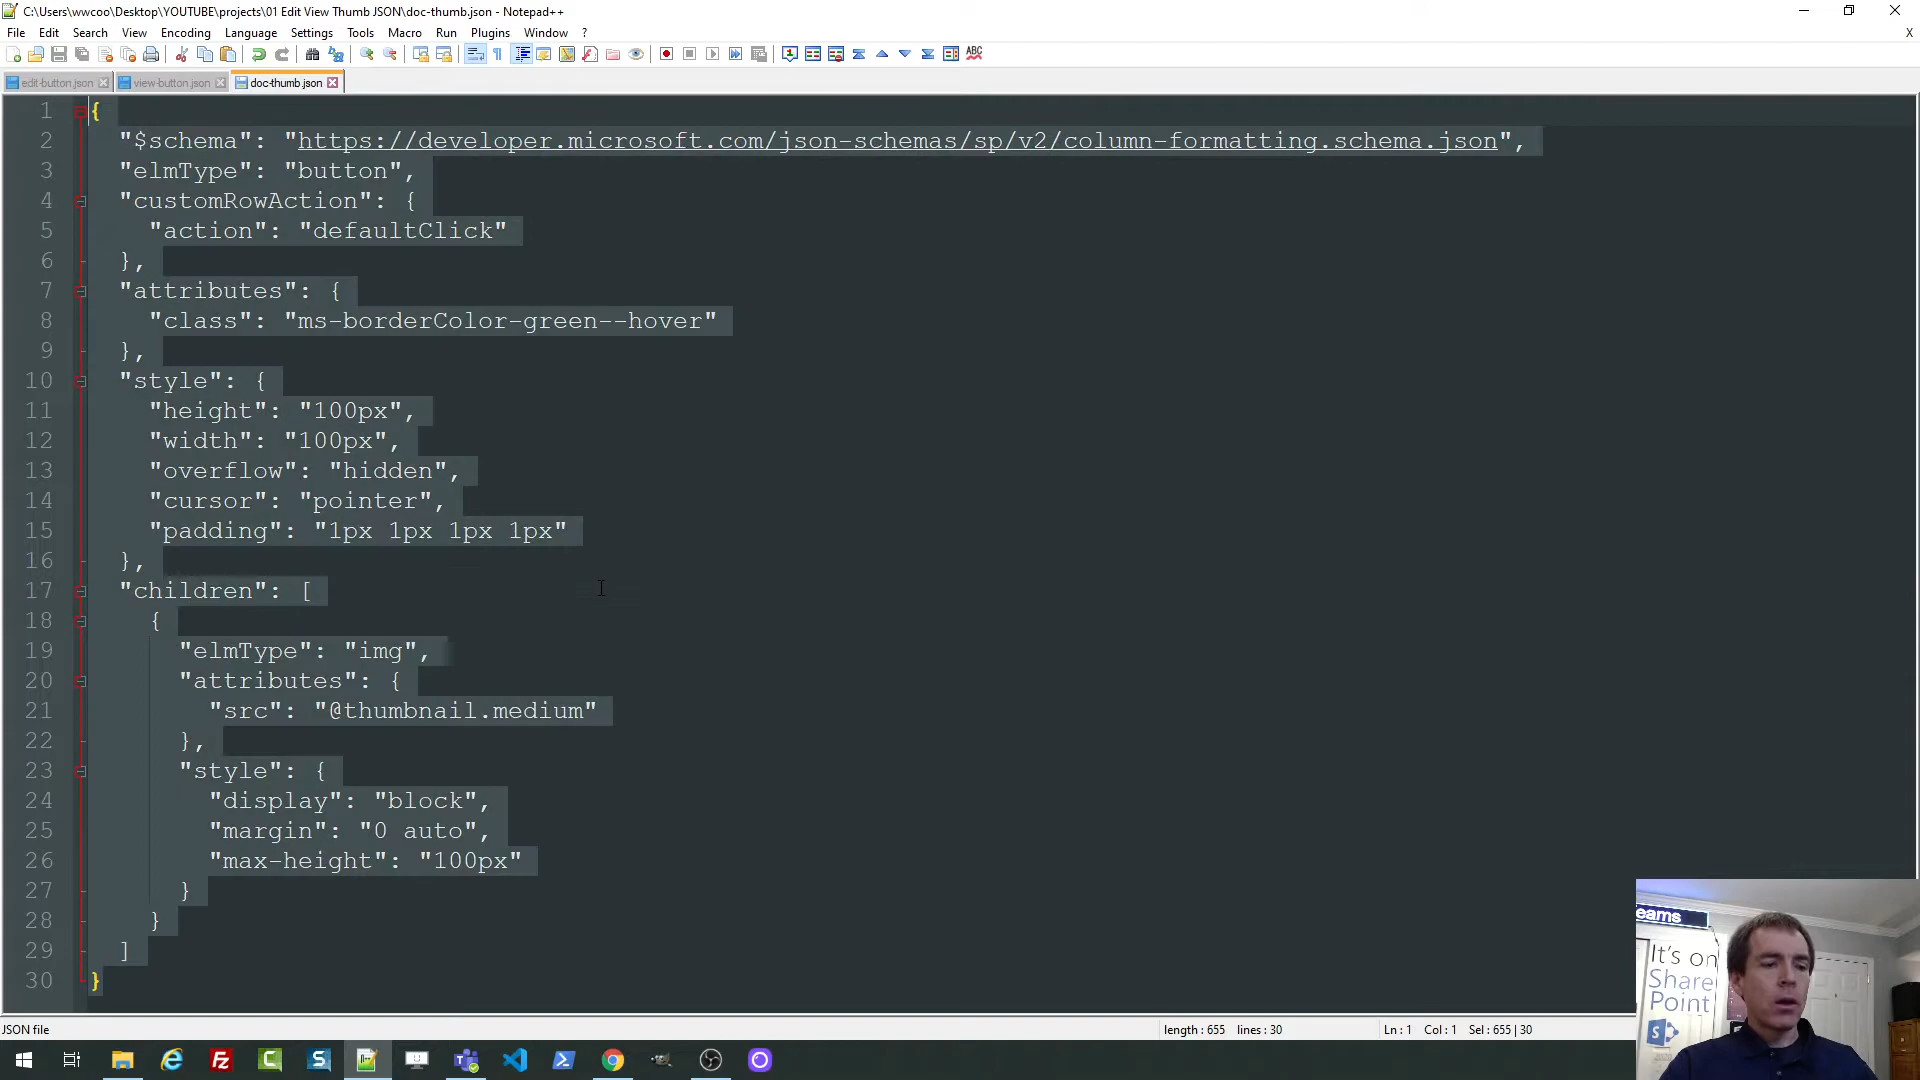 C:\Users\wwcoo\Desktop\YOUTUBE\projects\01 Edit View Thumb JSON\doc-thumb.json - Notepad++
File Edit Search View Encoding Language Settings Tools Macro Run Plugins Window ? X
edit-button.json view-button.json doc-thumb.json
1 {
2 "$schema": "https://developer.microsoft.com/json-schemas/sp/v2/column-formatting.schema.json",
3 "elmType": "button",
4 "customRowAction": {
5 "action": "defaultClick"
6 },
7 "attributes": {
8 "class": "ms-borderColor-green--hover"
9 },
10 "style": {
11 "height": "100px",
12 "width": "100px",
13 "overflow": "hidden",
14 "cursor": "pointer",
15 "padding": "1px 1px 1px 1px"
16 },
17 "children": [
18 {
19 "elmType": "img",
20 "attributes": {
21 "src": "@thumbnail.medium"
22 },
23 "style": {
24 "display": "block",
25 "margin": "0 auto",
26 "max-height": "100px"
27 }
28 }
29 ]
30 }
eams
It's on
Share
Point
JSON file length : 655 lines : 30 Ln : 1 Col : 1 Sel : 655 | 30